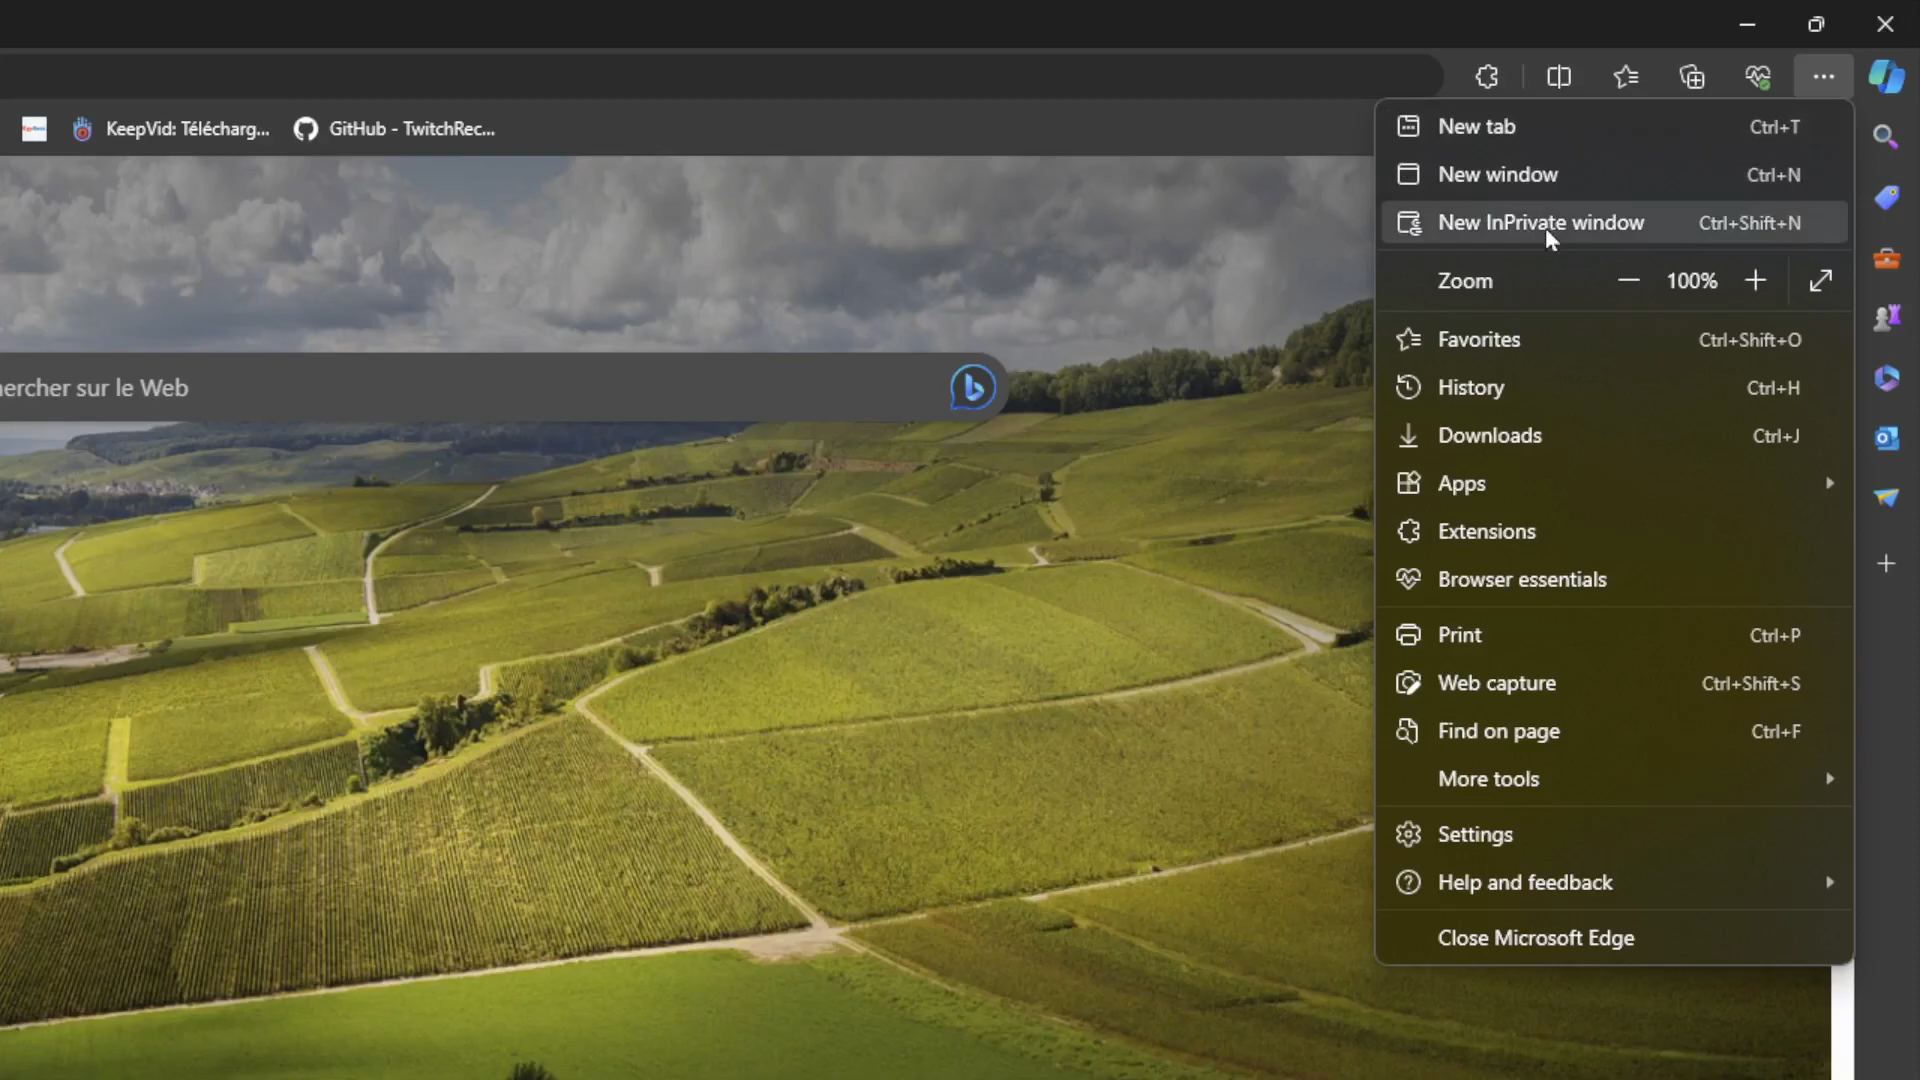 KeepVid: Télécharg...
GitHub - TwitchRec...
hercher sur le Web
New tab Ctrl+T
New window Ctrl+N
New InPrivate window Ctrl+Shift+N
Zoom — 100% +
Favorites Ctrl+Shift+O
History Ctrl+H
Downloads Ctrl+J
Apps
Extensions
Browser essentials
Print Ctrl+P
Web capture Ctrl+Shift+S
Find on page Ctrl+F
More tools
Settings
Help and feedback
Close Microsoft Edge